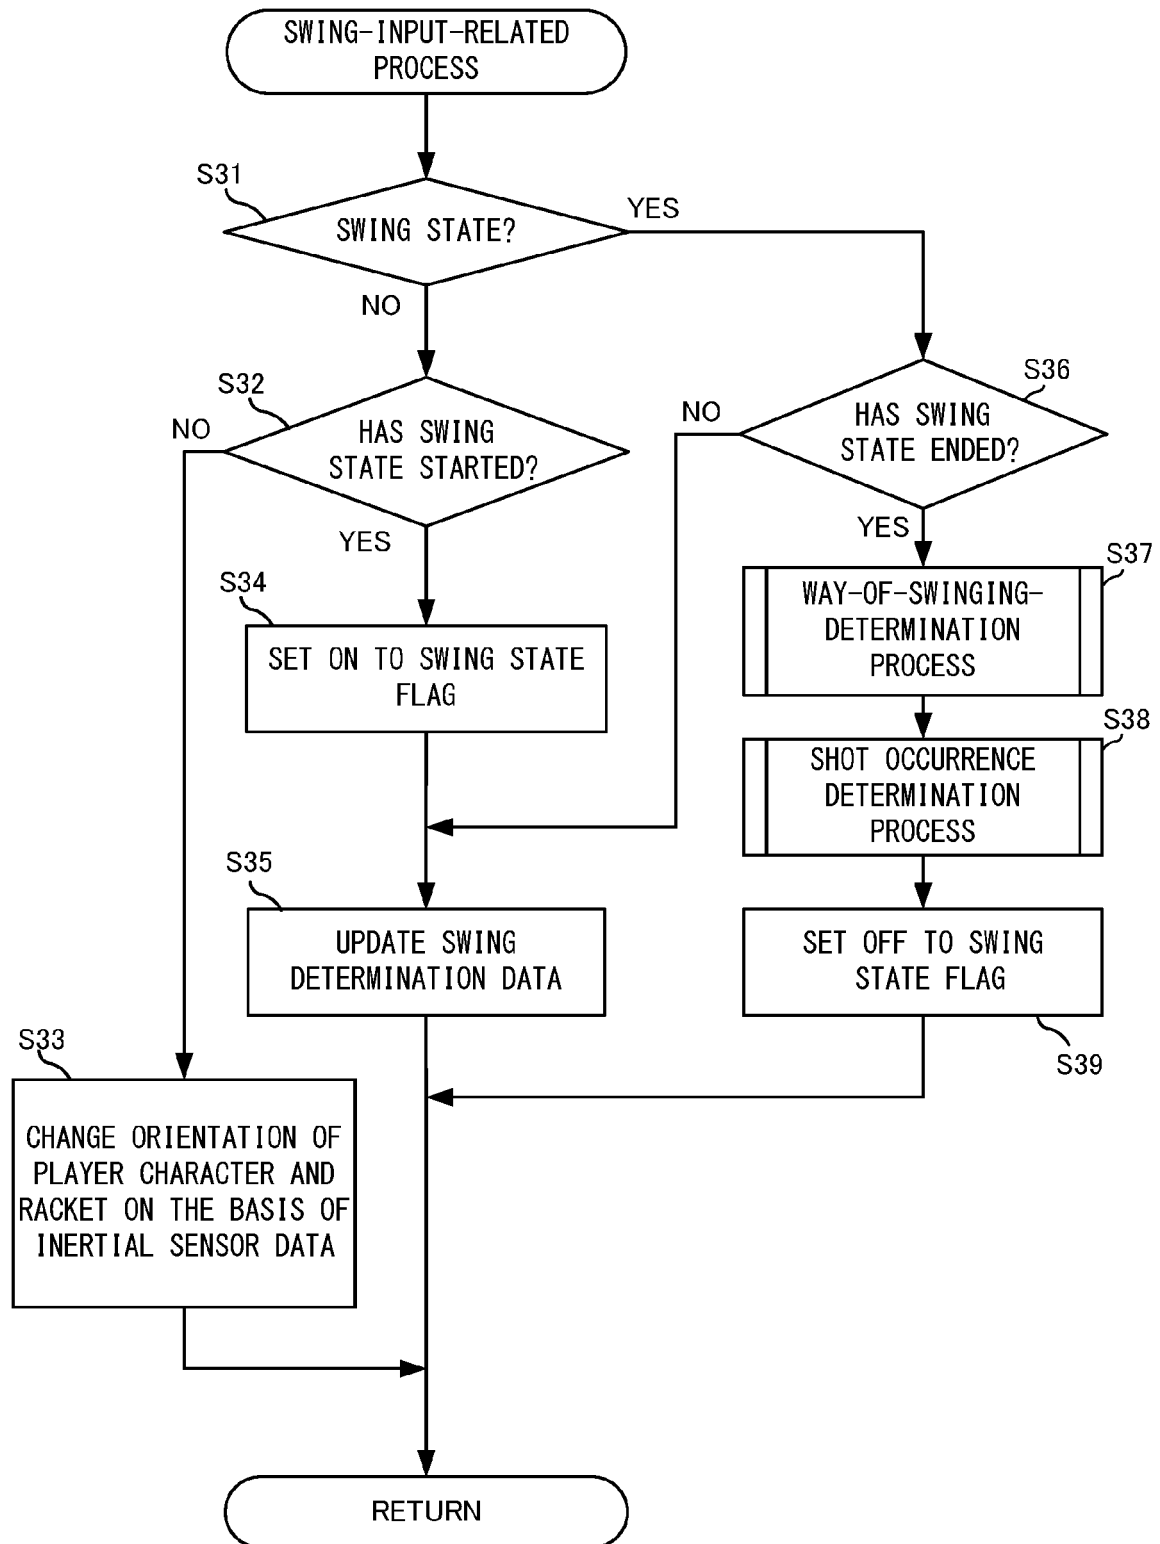 SWING-INPUT-RELATED
PROCESS
S31
SWING STATE?
YES
NO
S32
HAS SWING
STATE STARTED?
NO
YES
S36
HAS SWING
STATE ENDED?
NO
YES
S34
SET ON TO SWING STATE
FLAG
S37
WAY-OF-SWINGING-
DETERMINATION
PROCESS
S38
SHOT OCCURRENCE
DETERMINATION
PROCESS
S35
UPDATE SWING
DETERMINATION DATA
SET OFF TO SWING
STATE FLAG
S39
S33
CHANGE ORIENTATION OF
PLAYER CHARACTER AND
RACKET ON THE BASIS OF
INERTIAL SENSOR DATA
RETURN